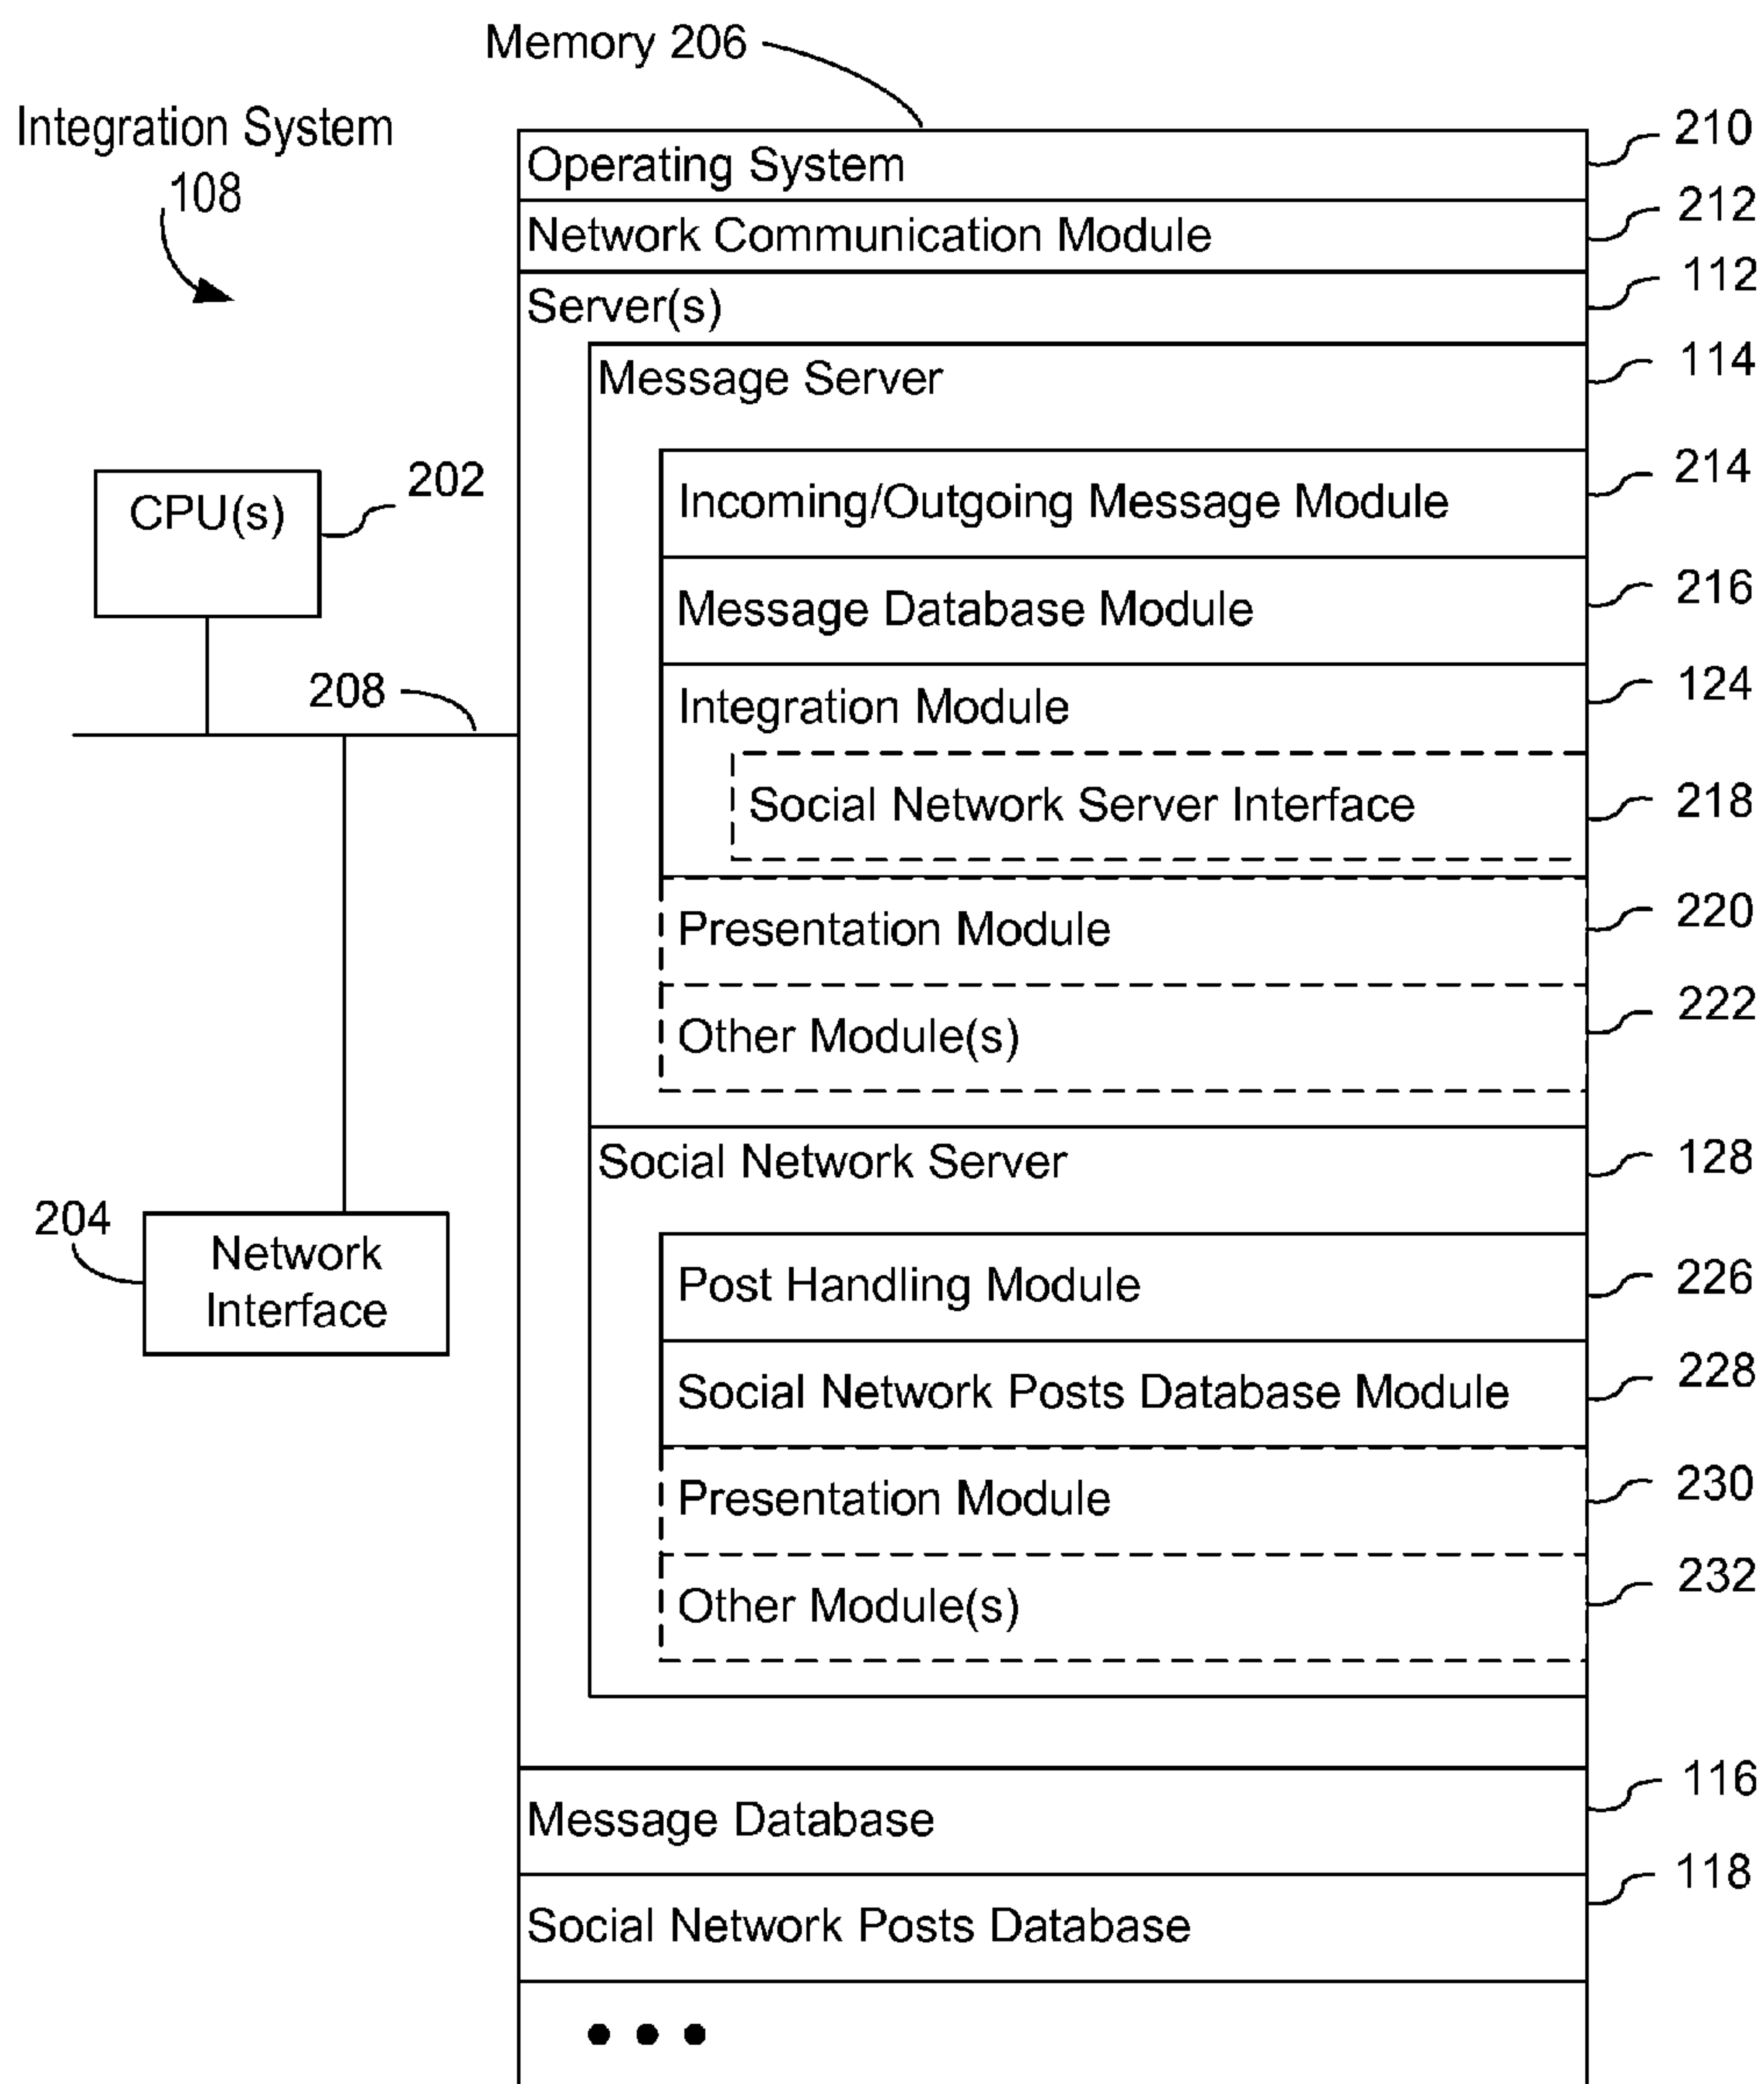 Memory 206
Integration System
108
Operating System 210
Network Communication Module 212
Server(s) 112
Message Server 114
CPU(s) 202
Incoming/Outgoing Message Module 214
Message Database Module 216
208
Integration Module 124
Social Network Server Interface 218
Presentation Module 220
Other Module(s) 222
Social Network Server 128
204
Network
Interface
Post Handling Module 226
Social Network Posts Database Module 228
Presentation Module 230
Other Module(s) 232
Message Database 116
Social Network Posts Database 118
• • •